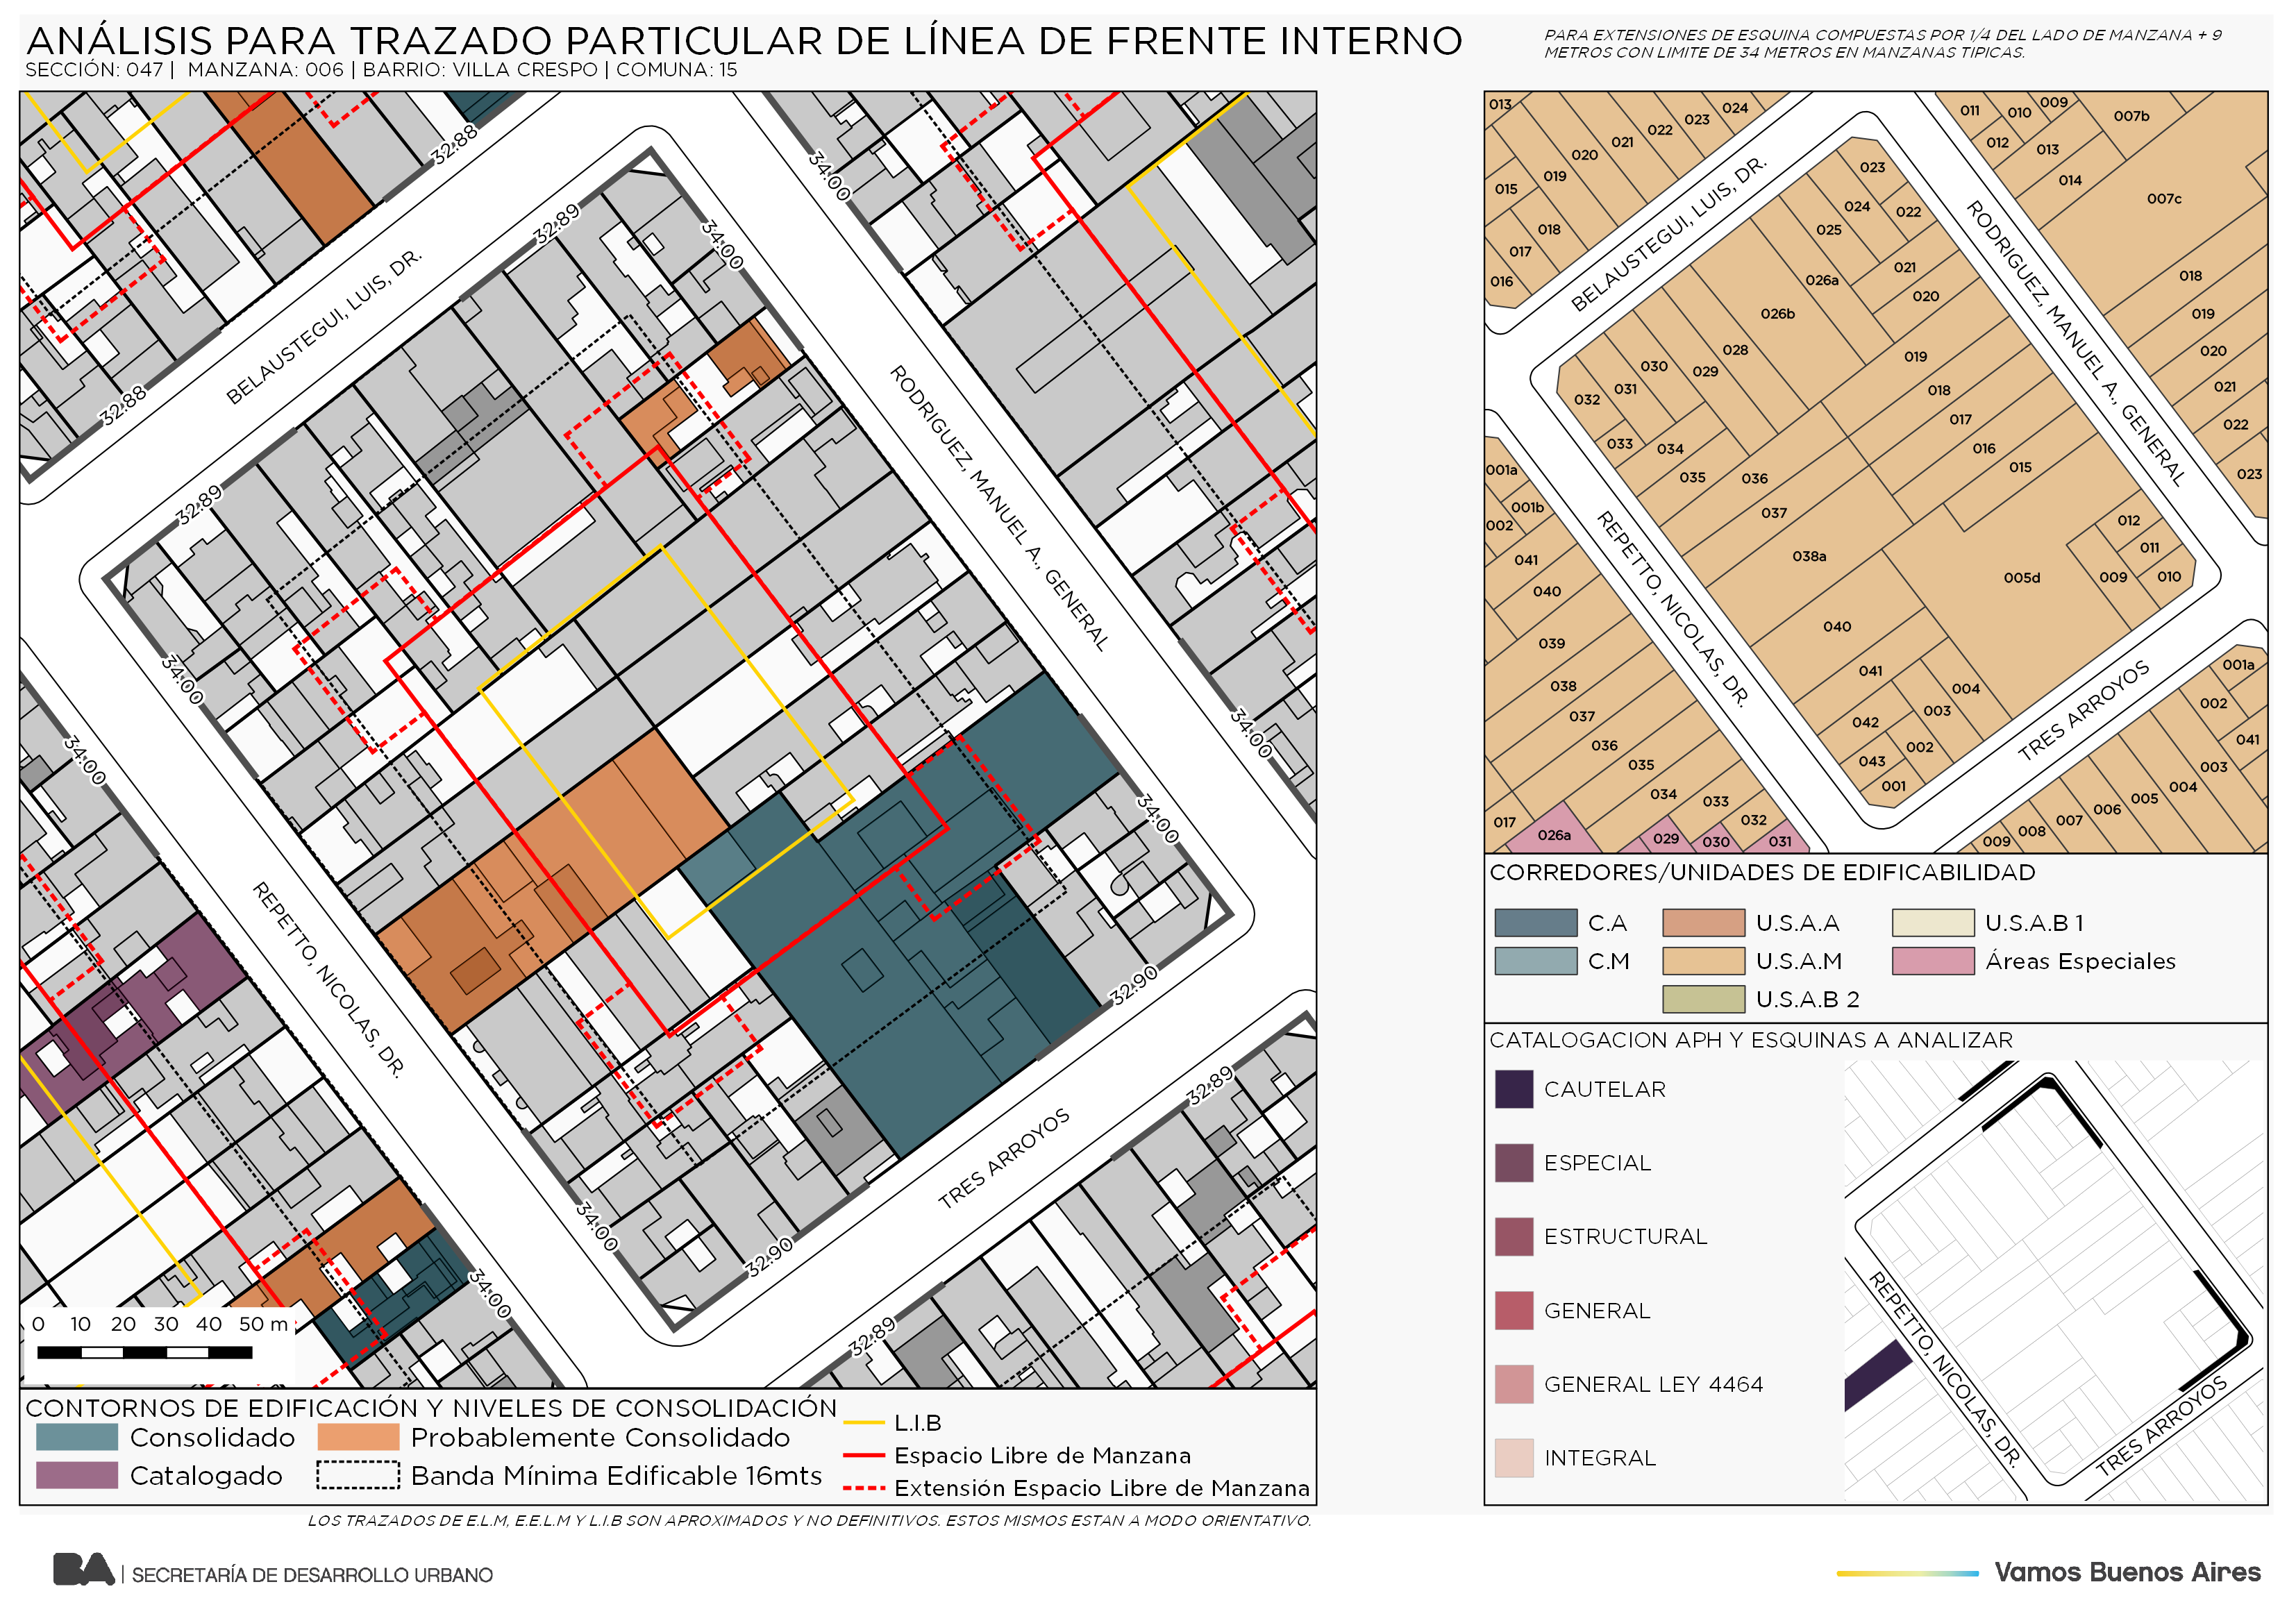 ANÁLISIS PARA TRAZADO PARTICULAR DE LÍNEA DE FRENTE INTERNO
SECCIÓN: 047 | MANZANA: 006 | BARRIO: VILLA CRESPO | COMUNA: 15
PARA EXTENSIONES DE ESQUINA COMPUESTAS POR 1/4 DEL LADO DE MANZANA + 9
METROS CON LIMITE DE 34 METROS EN MANZANAS TIPICAS.
32.88
34.00
32.89
34.00
BELAUSTEGUI, LUIS, DR.
32.88
RODRIGUEZ, MANUEL A., GENERAL
32.89
34.00
34.00
34.00
34.00
REPETTO, NICOLAS, DR.
32.90
TRES ARROYOS
32.89
34.00
32.90
34.00
32.89
0 10 20 30 40 50 m
CONTORNOS DE EDIFICACIÓN Y NIVELES DE CONSOLIDACIÓN
Consolidado
Probablemente Consolidado
Catalogado
Banda Mínima Edificable 16mts
L.I.B
Espacio Libre de Manzana
Extensión Espacio Libre de Manzana
LOS TRAZADOS DE E.L.M, E.E.L.M Y L.I.B SON APROXIMADOS Y NO DEFINITIVOS. ESTOS MISMOS ESTAN A MODO ORIENTATIVO.
013 015 016 017 018 019 020 021 022 023 024
011 010 009 012 013 014 007b 007c 018 019 020 021 022 023
BELAUSTEGUI, LUIS, DR.
RODRIGUEZ, MANUEL A., GENERAL
023 024 022 025 026a 021 020 026b 019 028 029 030 031 032 033 034 035 036 037 038a 018 017 016 015 005d 012 011 010 009 040 041 042 043 004 003 002 001
001a 001b 002 041 040 039 038 037 036 035 034 033 032 017 026a 029 030 031
REPETTO, NICOLAS, DR.
TRES ARROYOS
001a 002 041 003 004 005 006 007 008 009
CORREDORES/UNIDADES DE EDIFICABILIDAD
C.A
U.S.A.A
U.S.A.B 1
C.M
U.S.A.M
Áreas Especiales
U.S.A.B 2
CATALOGACION APH Y ESQUINAS A ANALIZAR
CAUTELAR
ESPECIAL
ESTRUCTURAL
GENERAL
GENERAL LEY 4464
INTEGRAL
REPETTO, NICOLAS, DR.
TRES ARROYOS
BA | SECRETARÍA DE DESARROLLO URBANO
Vamos Buenos Aires